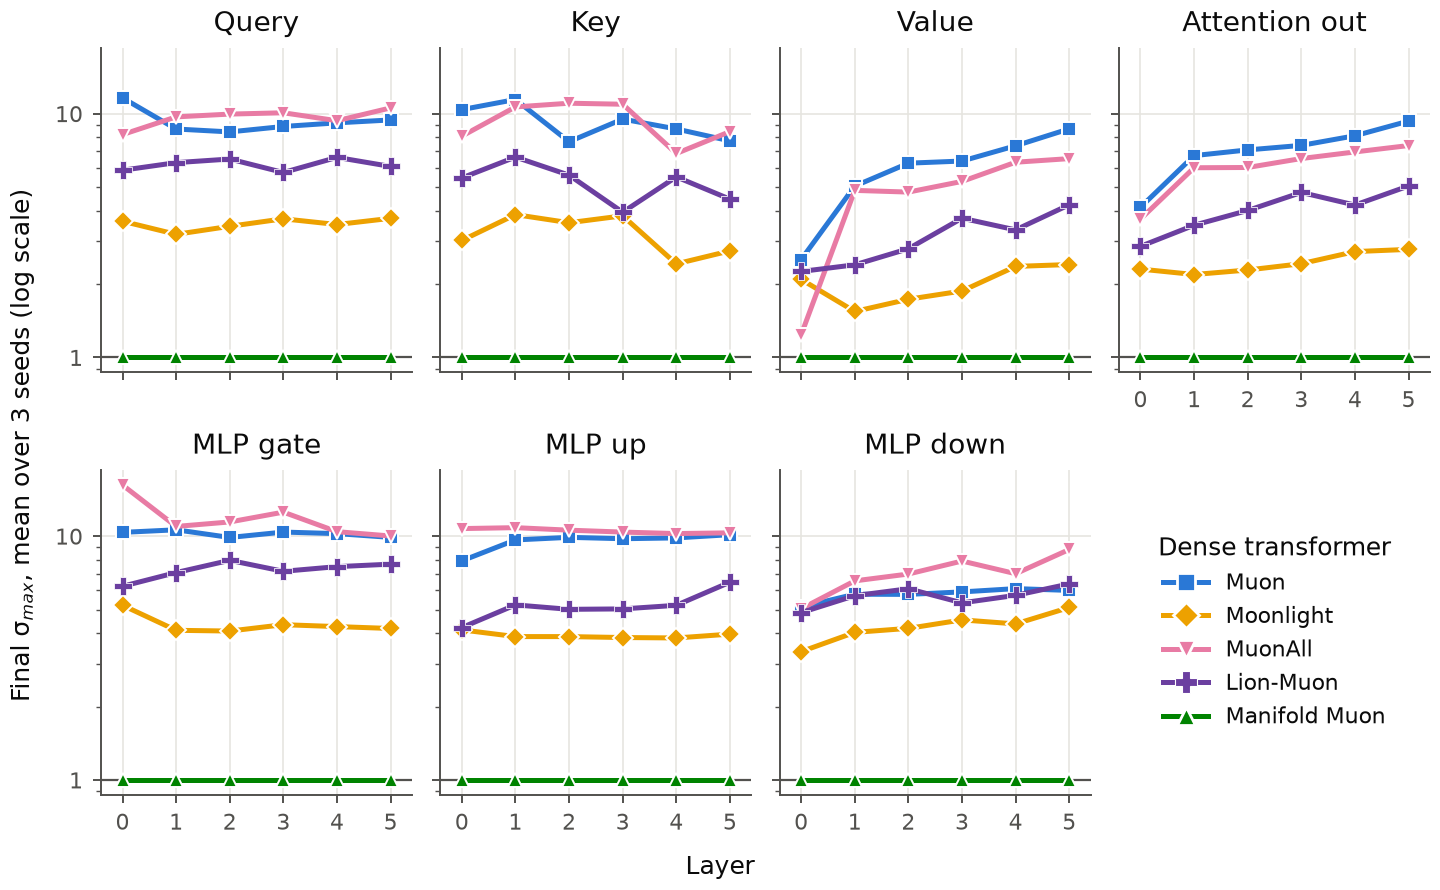 Query
Key
Value
Attention out
10
1
0 1 2 3 4 5
Final σmax, mean over 3 seeds (log scale)
MLP gate
MLP up
MLP down
10
1
0 1 2 3 4 5
0 1 2 3 4 5
0 1 2 3 4 5
Layer
Dense transformer
Muon
Moonlight
MuonAll
Lion-Muon
Manifold Muon